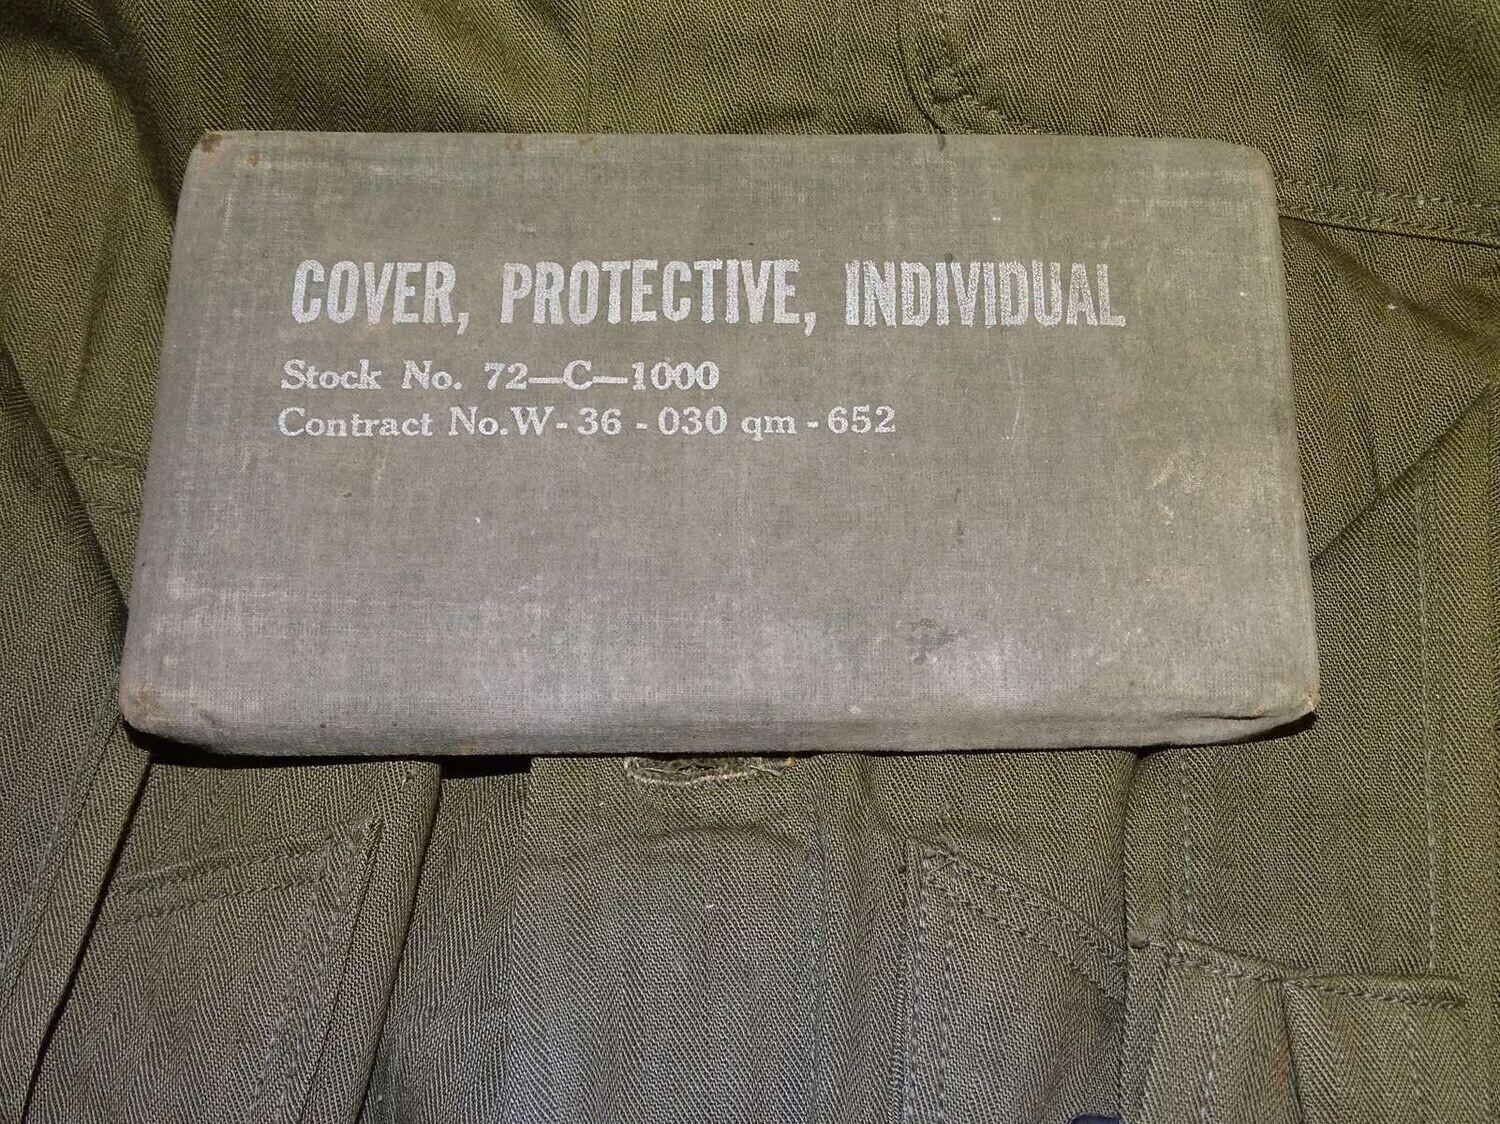 COVER, PROTECTIVE, INDIVIDUAL
Stock No. 72—C—1000
Contract No.W- 36 - 030 qm - 652